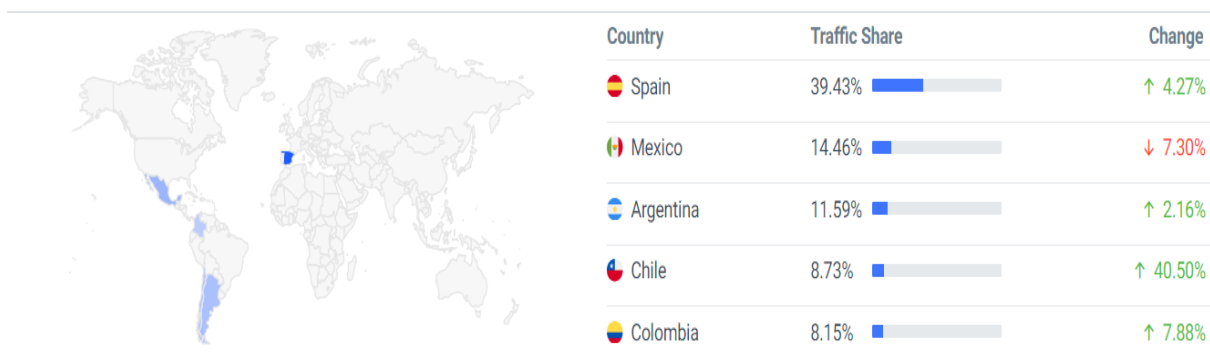 Country Traffic Share Change
Spain 39.43% ↑ 4.27%
Mexico 14.46% ↓ 7.30%
Argentina 11.59% ↑ 2.16%
Chile 8.73% ↑ 40.50%
Colombia 8.15% ↑ 7.88%